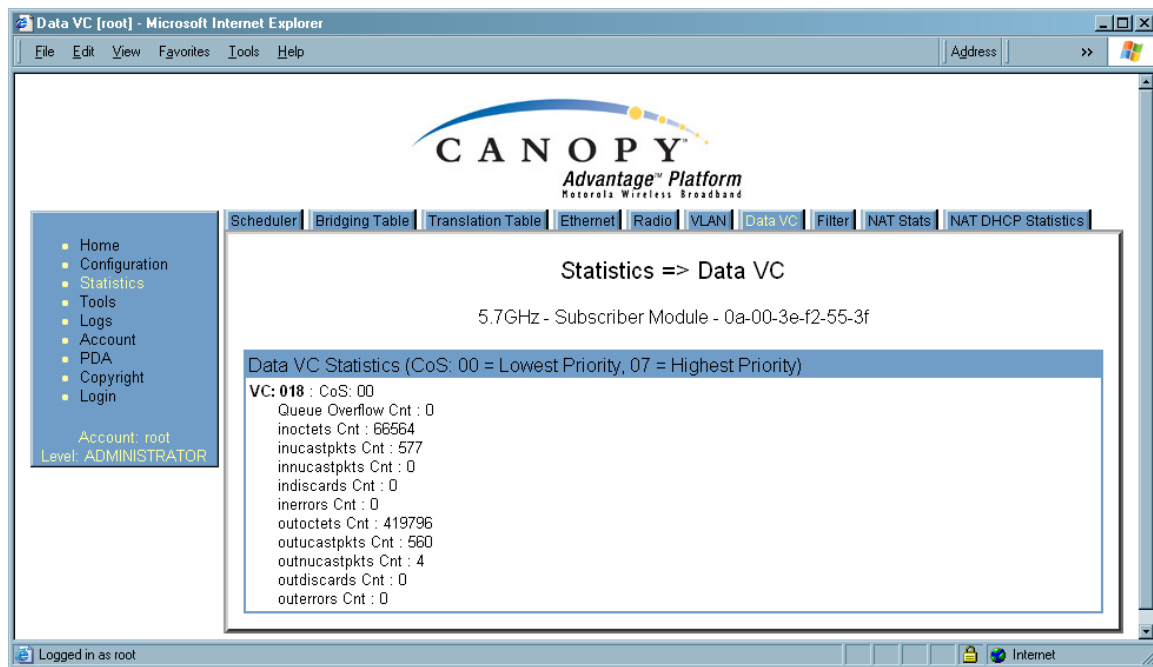 Data VC [root] - Microsoft Internet Explorer
File Edit View Favorites Tools Help Address »
CANOPY™
Advantage™ Platform
Motorola Wireless Broadband
Scheduler Bridging Table Translation Table Ethernet Radio VLAN Data VC Filter NAT Stats NAT DHCP Statistics
Home
Configuration
Statistics
Tools
Logs
Account
PDA
Copyright
Login
Account: root
Level: ADMINISTRATOR
Statistics => Data VC
5.7GHz - Subscriber Module - 0a-00-3e-f2-55-3f
Data VC Statistics (CoS: 00 = Lowest Priority, 07 = Highest Priority)
VC: 018 : CoS: 00
Queue Overflow Cnt : 0
inoctets Cnt : 66564
inucastpkts Cnt : 577
innucastpkts Cnt : 0
indiscards Cnt : 0
inerrors Cnt : 0
outoctets Cnt : 419796
outucastpkts Cnt : 560
outnucastpkts Cnt : 4
outdiscards Cnt : 0
outerrors Cnt : 0
Logged in as root Internet